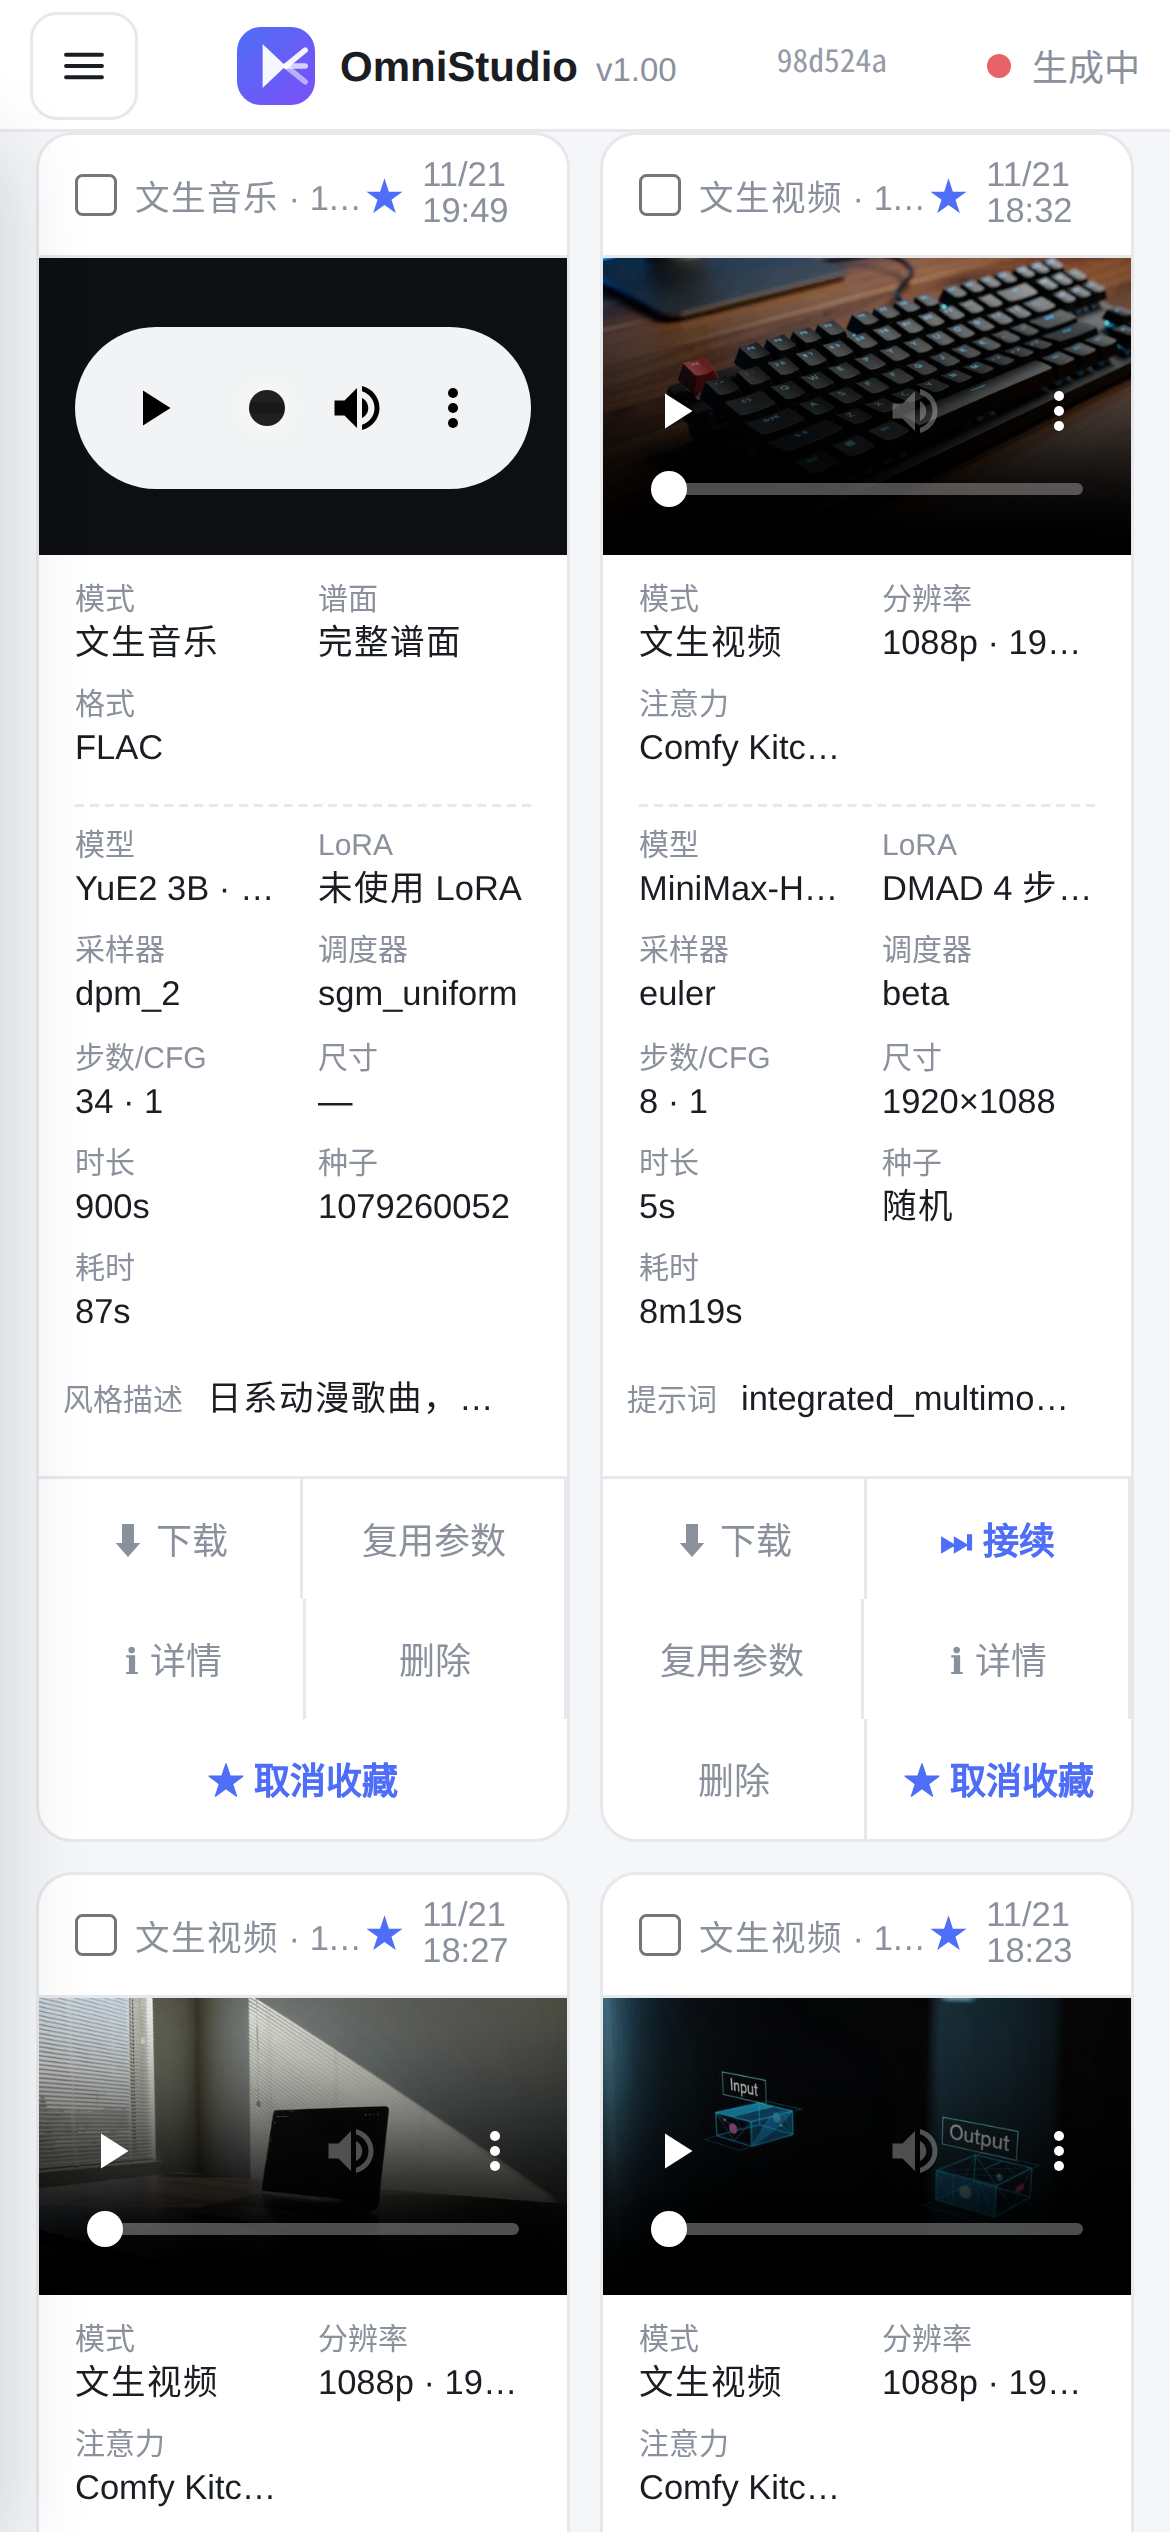 OmniStudio v1.00 98d524a 生成中
文生音乐 · 1... ★ 11/21 19:49
模式 谱面
文生音乐 完整谱面
格式
FLAC
模型 LoRA
YuE2 3B · ... 未使用 LoRA
采样器 调度器
dpm_2 sgm_uniform
步数/CFG 尺寸
34 · 1 —
时长 种子
900s 1079260052
耗时
87s
风格描述 日系动漫歌曲，...
⬇ 下载 复用参数
ℹ 详情 删除
★ 取消收藏
文生视频 · 1... ★ 11/21 18:32
模式 分辨率
文生视频 1088p · 19...
注意力
Comfy Kitc...
模型 LoRA
MiniMax-H... DMAD 4 步...
采样器 调度器
euler beta
步数/CFG 尺寸
8 · 1 1920×1088
时长 种子
5s 随机
耗时
8m19s
提示词 integrated_multimo...
⬇ 下载 ⏭ 接续
复用参数 ℹ 详情
删除 ★ 取消收藏
文生视频 · 1... ★ 11/21 18:27
模式 分辨率
文生视频 1088p · 19...
注意力
Comfy Kitc...
文生视频 · 1... ★ 11/21 18:23
Input
Output
模式 分辨率
文生视频 1088p · 19...
注意力
Comfy Kitc...